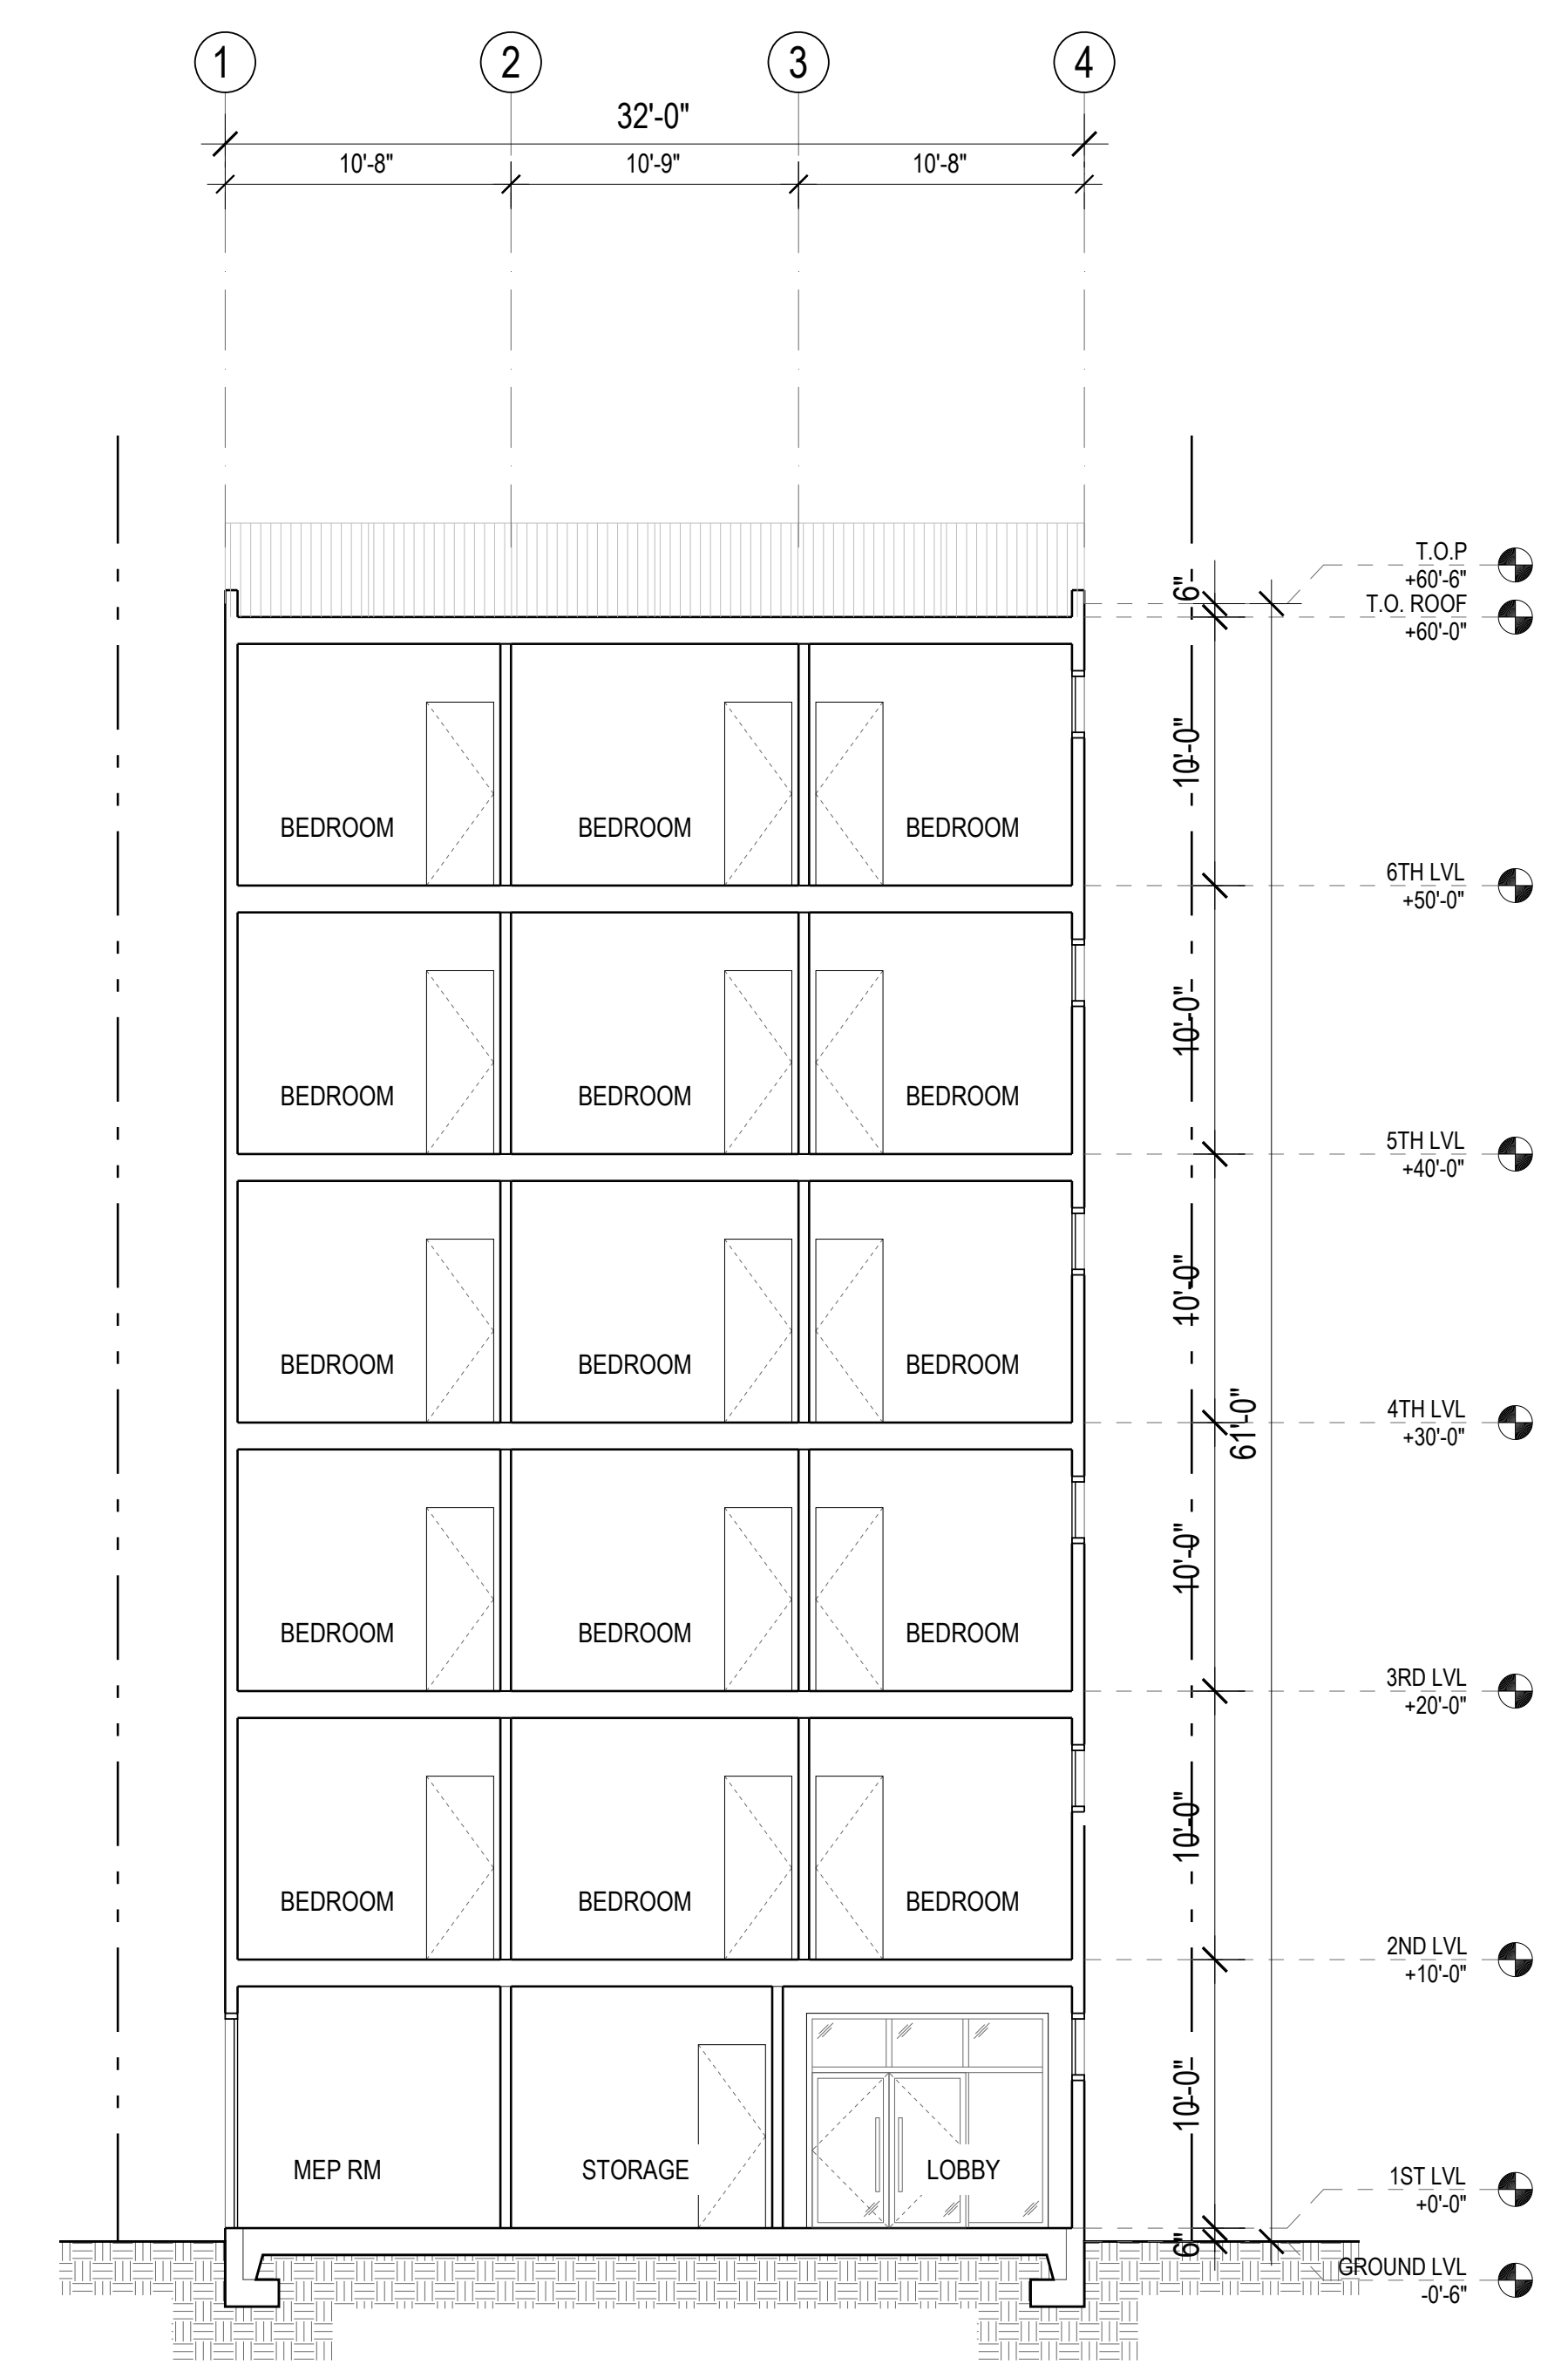 1 2 3 4
32'-0"
10'-8" 10'-9" 10'-8"
T.O.P
+60'-6"
6"
T.O. ROOF
+60'-0"
10'-0"
BEDROOM BEDROOM BEDROOM
6TH LVL
+50'-0"
10'-0"
BEDROOM BEDROOM BEDROOM
5TH LVL
+40'-0"
10'-0"
BEDROOM BEDROOM BEDROOM
4TH LVL
+30'-0"
61'-0"
10'-0"
BEDROOM BEDROOM BEDROOM
3RD LVL
+20'-0"
10'-0"
BEDROOM BEDROOM BEDROOM
2ND LVL
+10'-0"
10'-0"
MEP RM STORAGE LOBBY
1ST LVL
+0'-0"
6"
GROUND LVL
-0'-6"